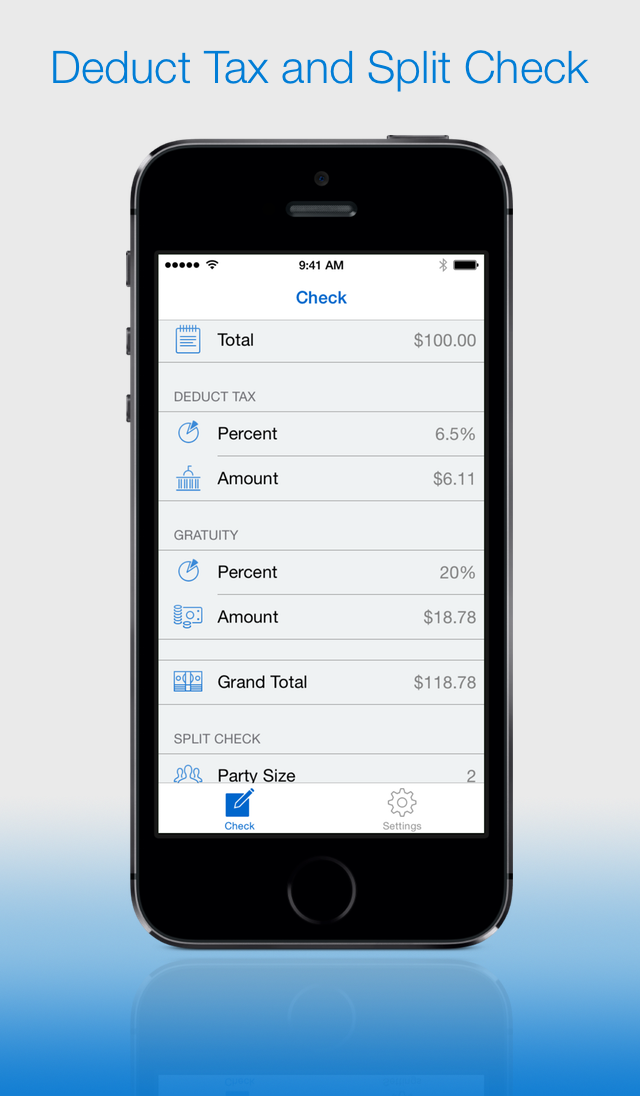 Deduct Tax and Split Check
9:41 AM
Check
Total $100.00
DEDUCT TAX
Percent 6.5%
Amount $6.11
GRATUITY
Percent 20%
Amount $18.78
Grand Total $118.78
SPLIT CHECK
Party Size 2
Check Settings